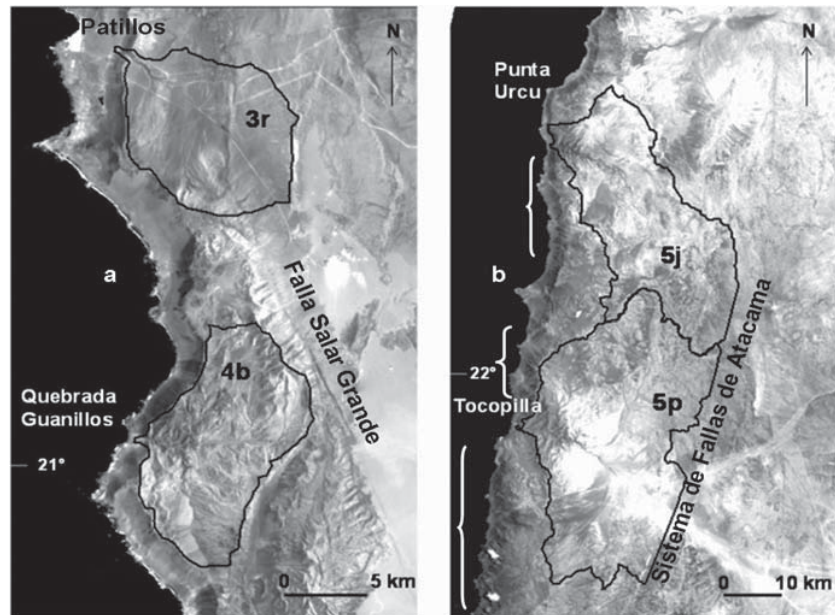 Patillos
N
3r
a
Falla Salar Grande
4b
Quebrada
Guanillos
21°
0 5 km
N
Punta
Urcu
5j
b
22°
Tocopilla
5p
Sistema de Fallas de Atacama
0 10 km